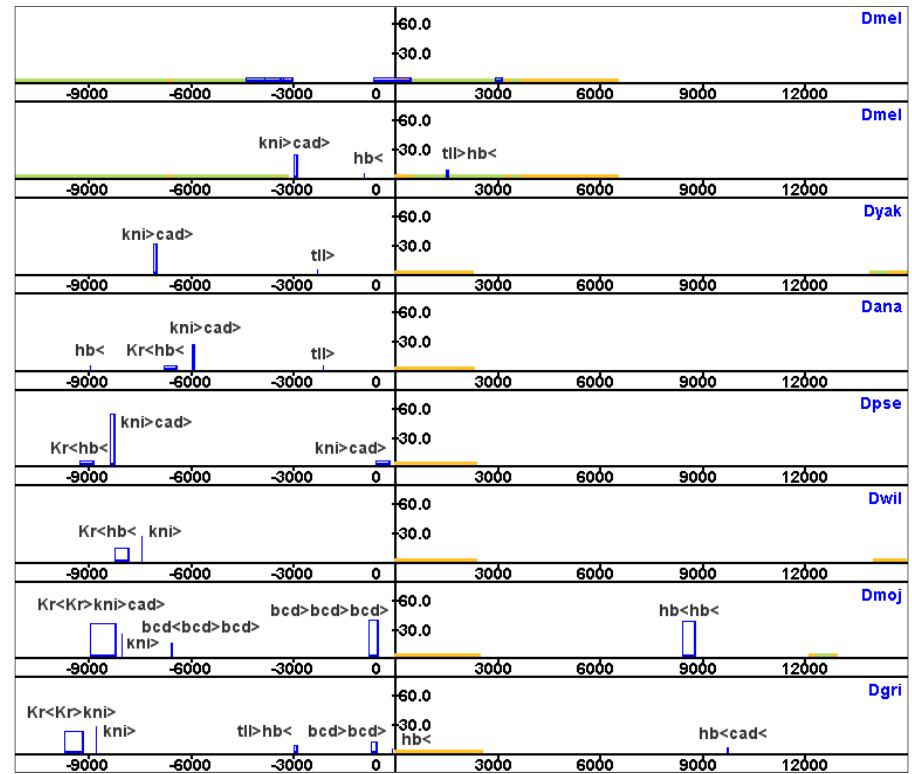 60.0 Dmel
30.0
-9000 -6000 -3000 0 3000 6000 9000 12000
60.0 Dmel
kni>cad> hb< 30.0 tll>hb<
-9000 -6000 -3000 0 3000 6000 9000 12000
60.0 Dyak
kni>cad> tll> 30.0
-9000 -6000 -3000 0 3000 6000 9000 12000
60.0 Dana
kni>cad>
hb< Kr<hb< tll> 30.0
-9000 -6000 -3000 0 3000 6000 9000 12000
60.0 Dpse
kni>cad>
Kr<hb< kni>cad> 30.0
-9000 -6000 -3000 0 3000 6000 9000 12000
60.0 Dwil
Kr<hb< kni> 30.0
-9000 -6000 -3000 0 3000 6000 9000 12000
60.0 Dmoj
Kr<Kr>kni>cad> bcd>bcd>bcd> hb<hb<
kni> bcd<bcd>bcd> 30.0
-9000 -6000 -3000 0 3000 6000 9000 12000
60.0 Dgri
Kr<Kr>kni>
kni> tll>hb< bcd>bcd> 30.0 hb< hb<cad<
-9000 -6000 -3000 0 3000 6000 9000 12000